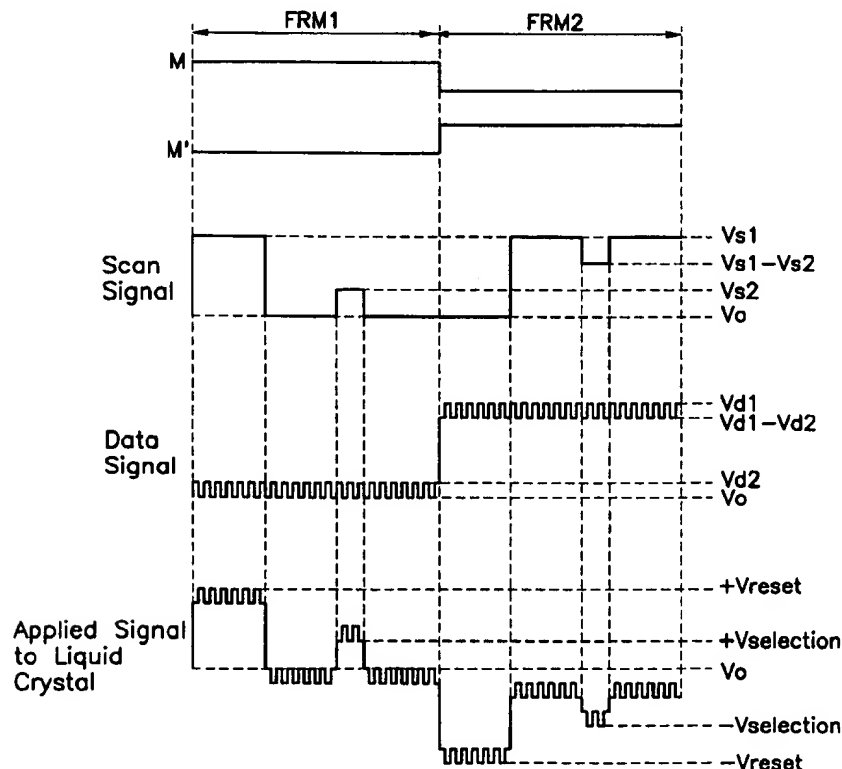 FRM1
FRM2
M
M'
Scan
Signal
Vs1
Vs1-Vs2
Vs2
Vo
Data
Signal
Vd1
Vd1-Vd2
Vd2
Vo
Applied Signal
to Liquid
Crystal
+Vreset
+Vselection
Vo
-Vselection
-Vreset